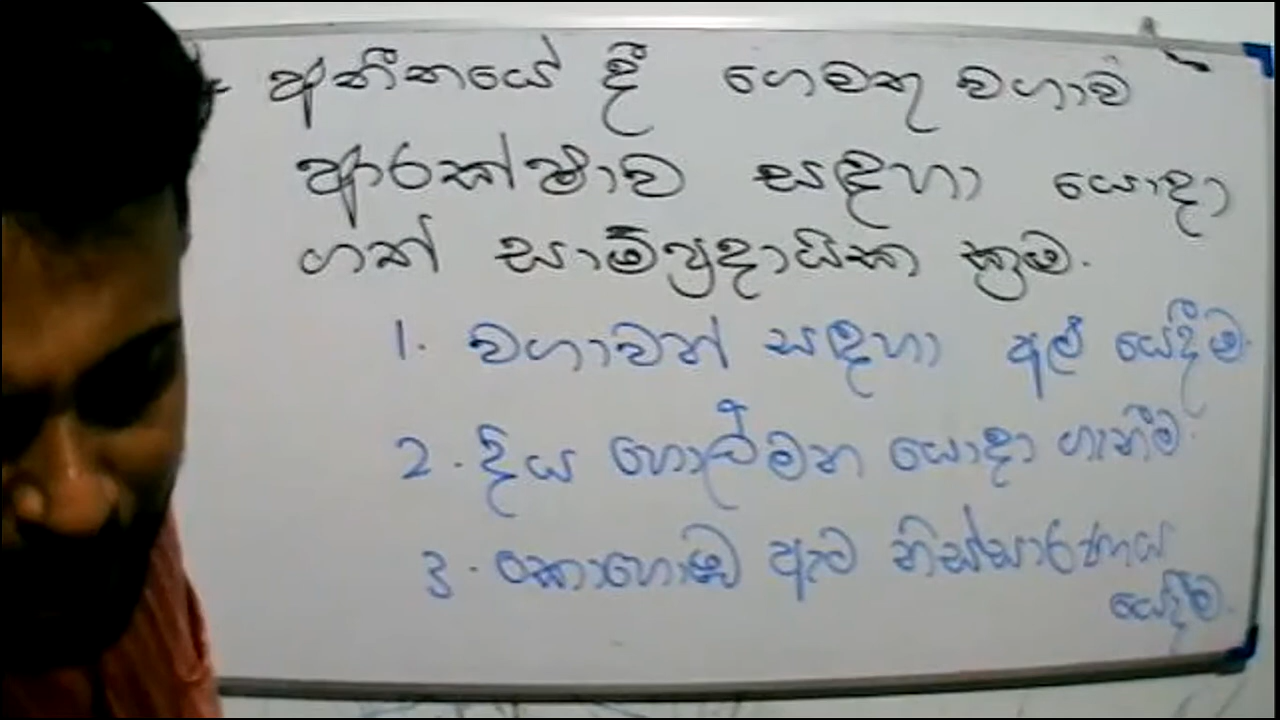 අතීතයේ දී ගෙවතු වගාව
ආරක්ෂාව සඳහා යොදා
ගත් සාම්ප්‍රදායික ක්‍රම.
1. වගාවන් සඳහා අළු යේදීම.
2. දිය හොල්මන යොදා ගැනීම.
3. කොහොඹ ඇට නිස්සාරණය
යෙදීම.